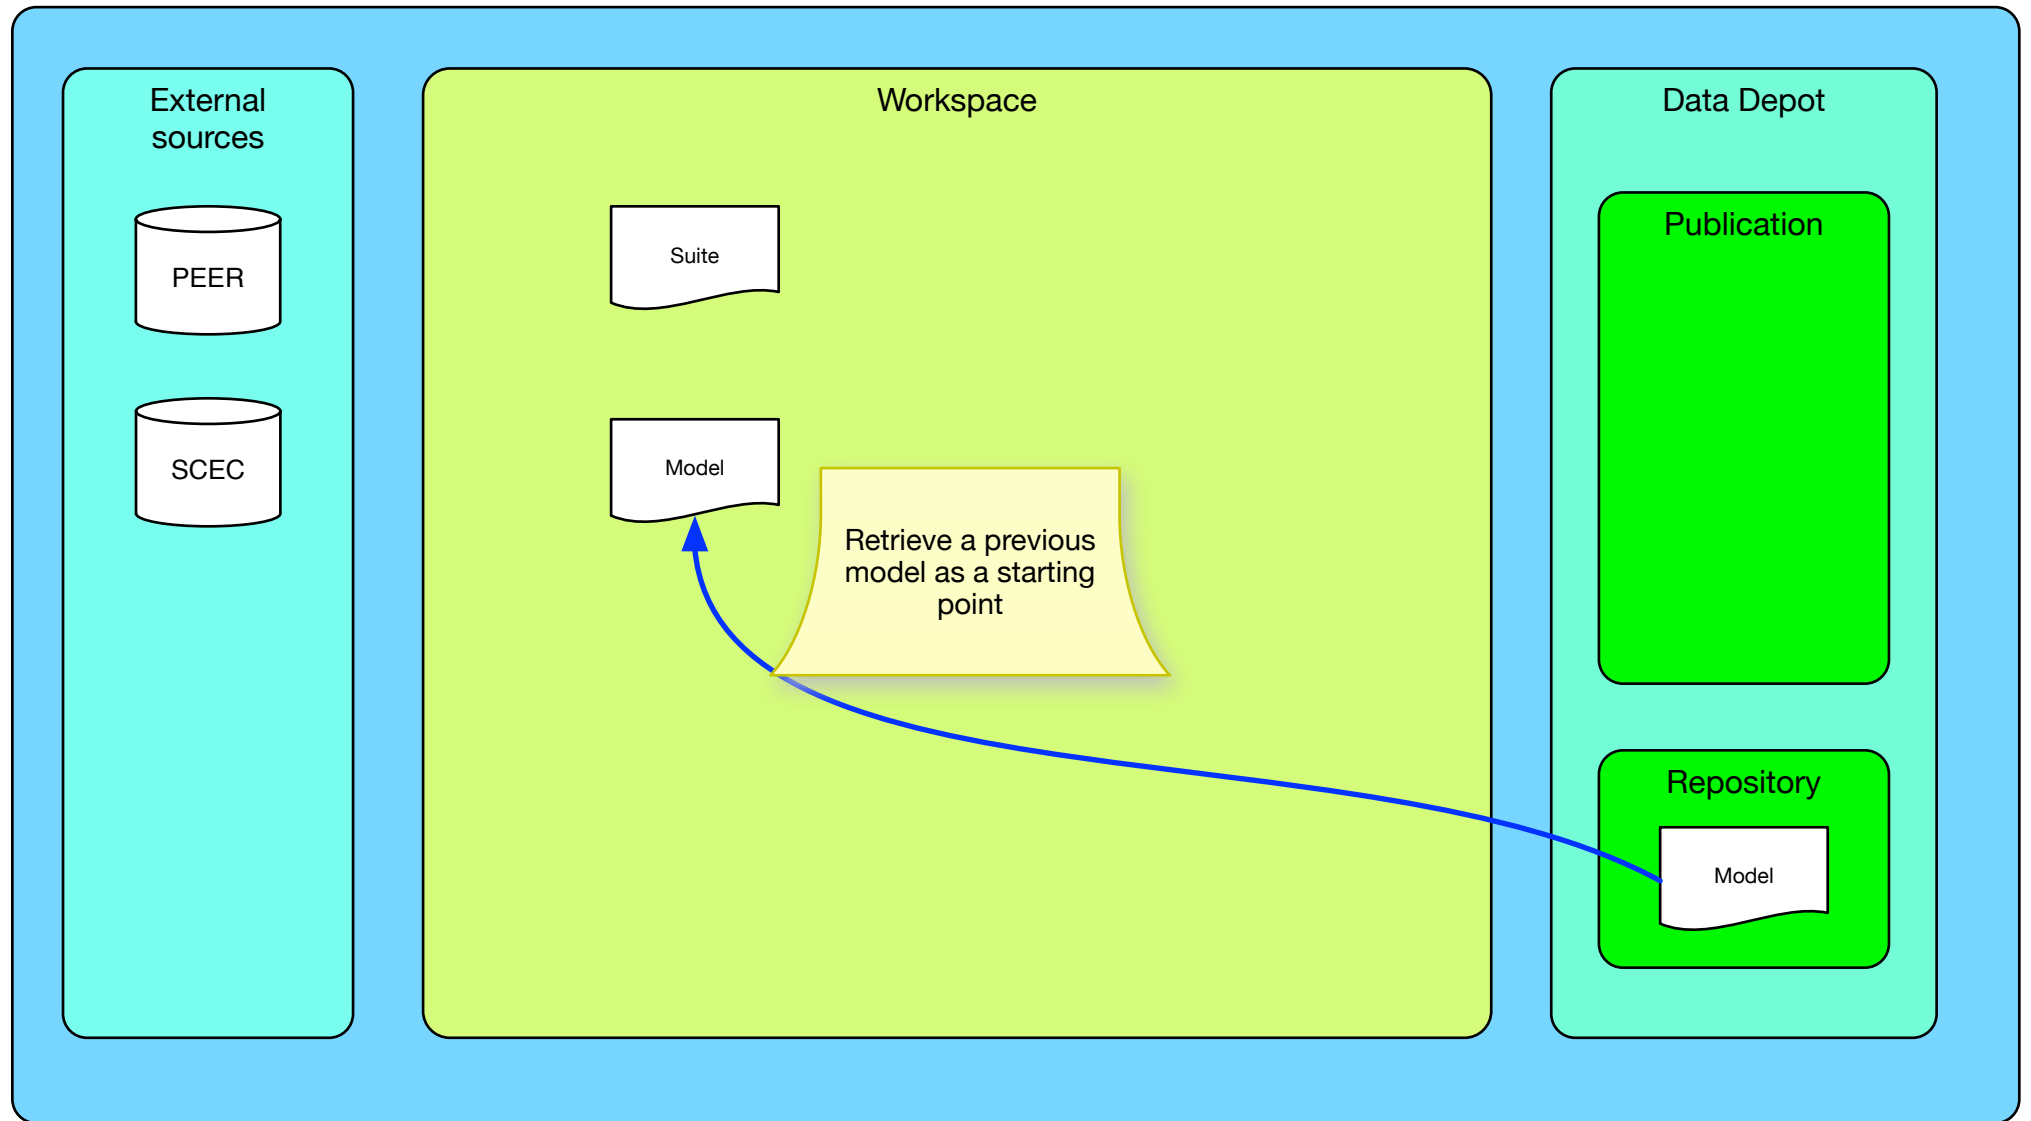 External
sources
PEER
SCEC
Workspace
Suite
Model
Retrieve a previous
model as a starting
point
Data Depot
Publication
Repository
Model